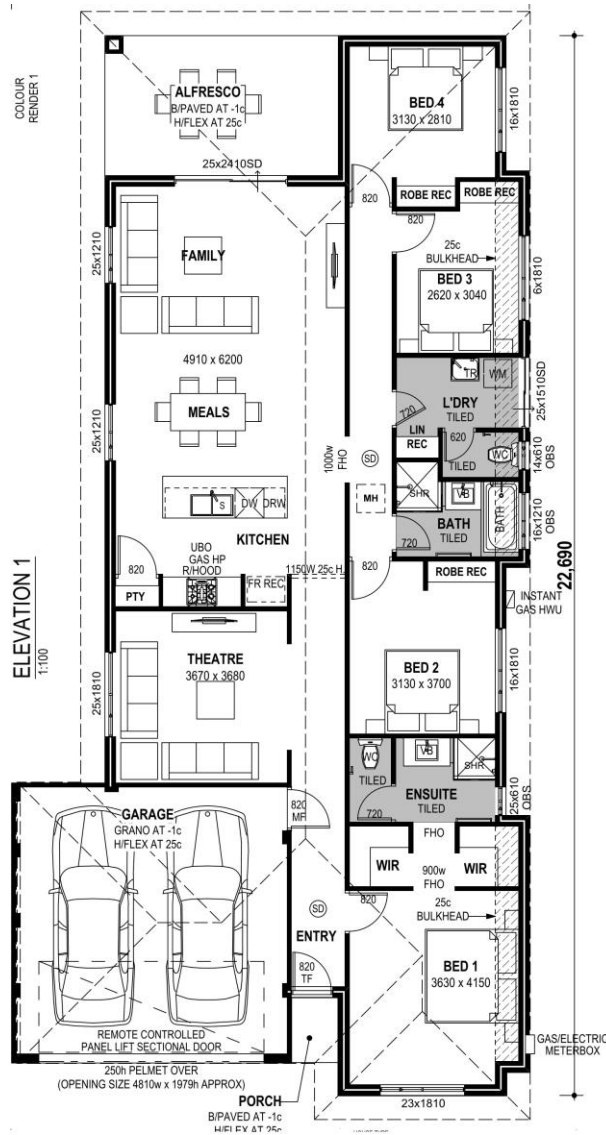 COLOUR
RENDER 1
ALFRESCO
B/PAVED AT -1c
H/FLEX AT 25c
25x2410SD
BED 4
3130 x 2810
16x1810
820
ROBE REC
ROBE REC
820
25x1210
FAMILY
25c
BULKHEAD
BED 3
2620 x 3040
6x1810
4910 x 6200
MEALS
25x1210
1000w
FHO
SD
720
L'DRY
TILED
TR
WM
25x1510SD
LIN
REC
620
TILED
WC
14x610
OBS
S
DW
DRW
KITCHEN
MH
SHR
VB
BATH
TILED
BATH
720
16x1210
OBS
22,690
820
PTY
UBO
GAS HP
R/HOOD
FR REC
1150W 25c H
820
ROBE REC
INSTANT
GAS HWU
ELEVATION 1
1:100
THEATRE
3670 x 3680
25x1810
BED 2
3130 x 3700
16x1810
WC
TILED
VB
SHR
720
ENSUITE
TILED
25x610
OBS
GARAGE
GRANO AT -1c
H/FLEX AT 25c
820
MF
FHO
WIR
900w
FHO
WIR
SD
ENTRY
820
25c
BULKHEAD
820
TF
BED 1
3630 x 4150
REMOTE CONTROLLED
PANEL LIFT SECTIONAL DOOR
250h PELMET OVER
(OPENING SIZE 4810w x 1979h APPROX)
GAS/ELECTRIC
METERBOX
PORCH
B/PAVED AT -1c
H/FLEX AT 25c
23x1810